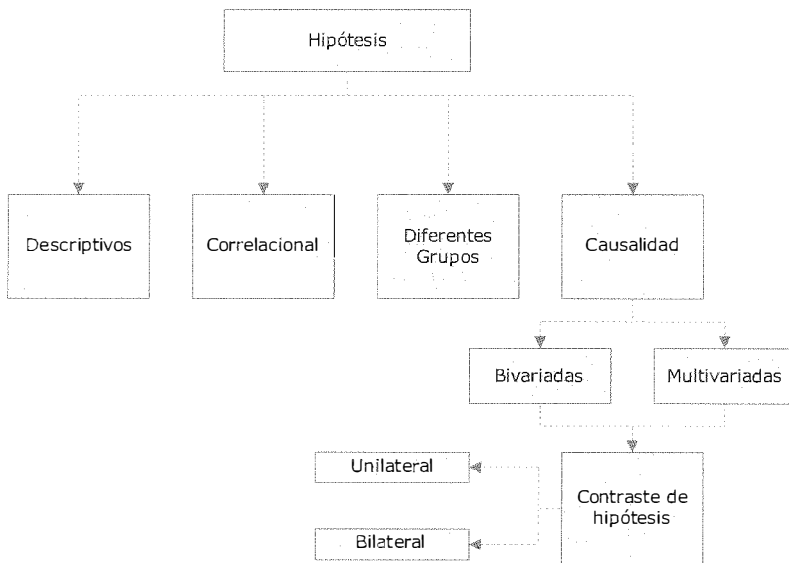 Hipótesis
Descriptivos
Correlacional
Diferentes
Grupos
Causalidad
Bivariadas
Multivariadas
Unilateral
Contraste de
hipótesis
Bilateral